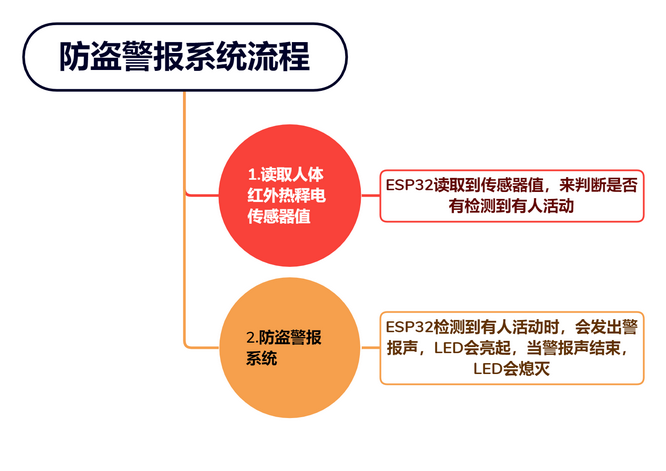 防盗警报系统流程
1.读取人体
红外热释电
传感器值
ESP32读取到传感器值，来判断是否
有检测到有人活动
2.防盗警报
系统
ESP32检测到有人活动时，会发出警
报声，LED会亮起，当警报声结束，
LED会熄灭